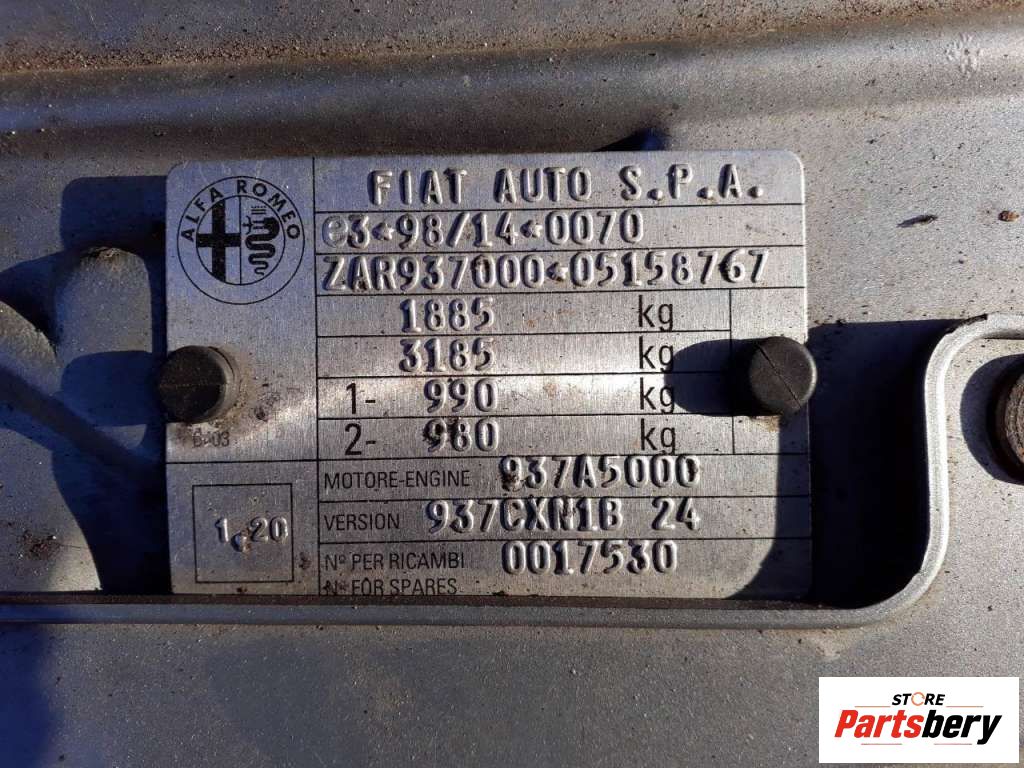 ALFA ROMEO
FIAT AUTO S.P.A.
e3*98/14*0070
ZAR937000*05158767
1885 kg
3185 kg
1- 990 kg
2- 980 kg
MOTORE-ENGINE 937A5000
VERSION 937CXN1B 24
1.20
Nº PER RICAMBI 0017530
Nº FOR SPARES
STORE
Partsbery